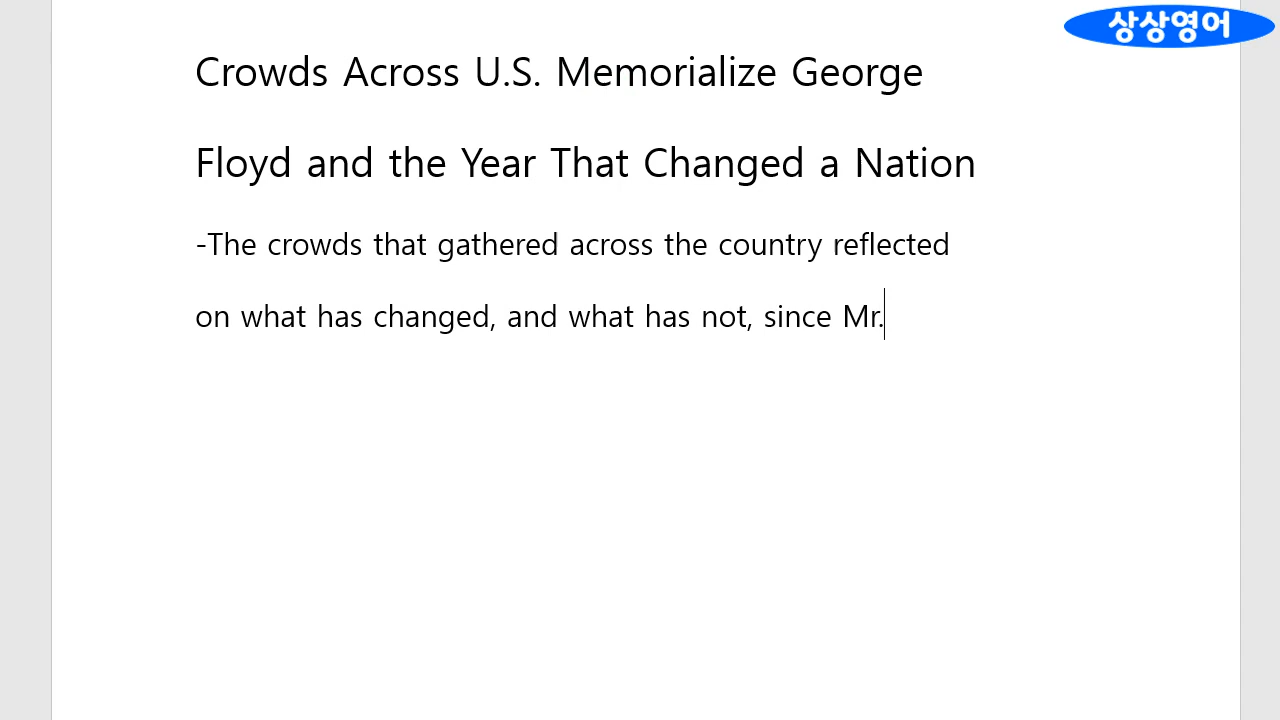 상상영어
Crowds Across U.S. Memorialize George
Floyd and the Year That Changed a Nation
-The crowds that gathered across the country reflected
on what has changed, and what has not, since Mr.